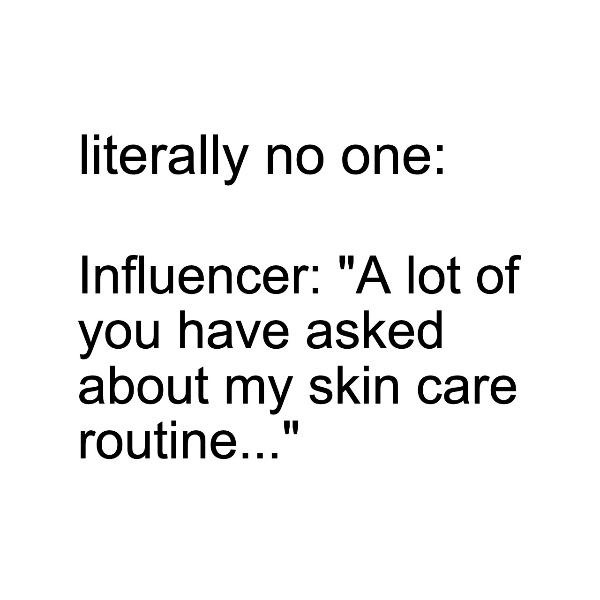 literally no one:
Influencer: "A lot of
you have asked
about my skin care
routine..."